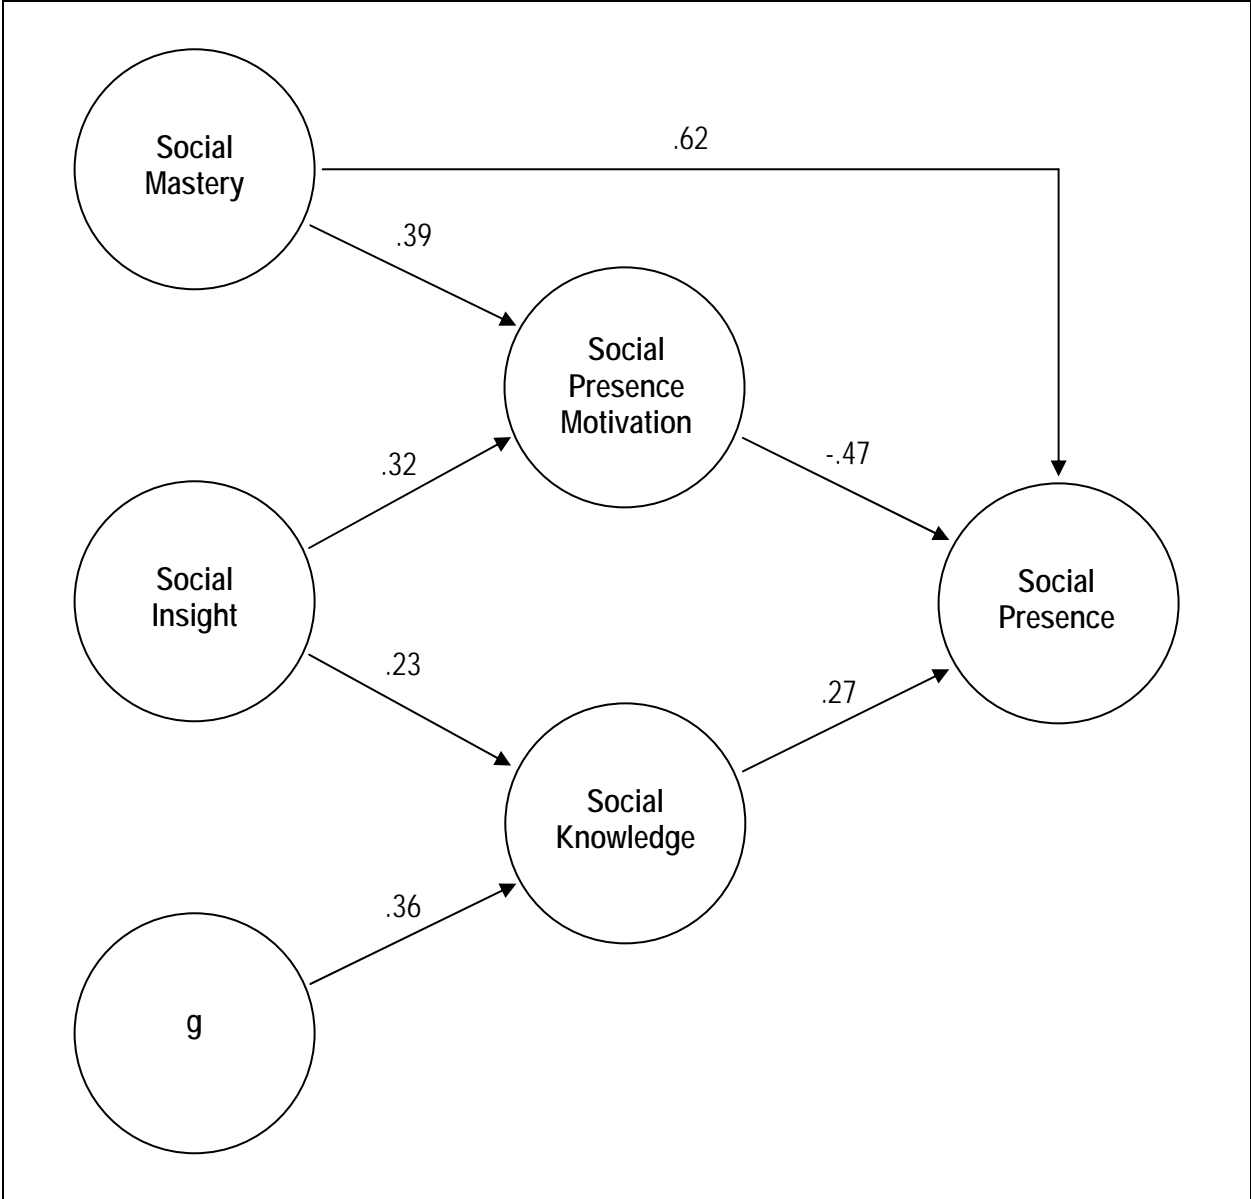 Social
Mastery
.62
.39
Social
Presence
Motivation
.32
-.47
Social
Insight
Social
Presence
.23
.27
Social
Knowledge
.36
g